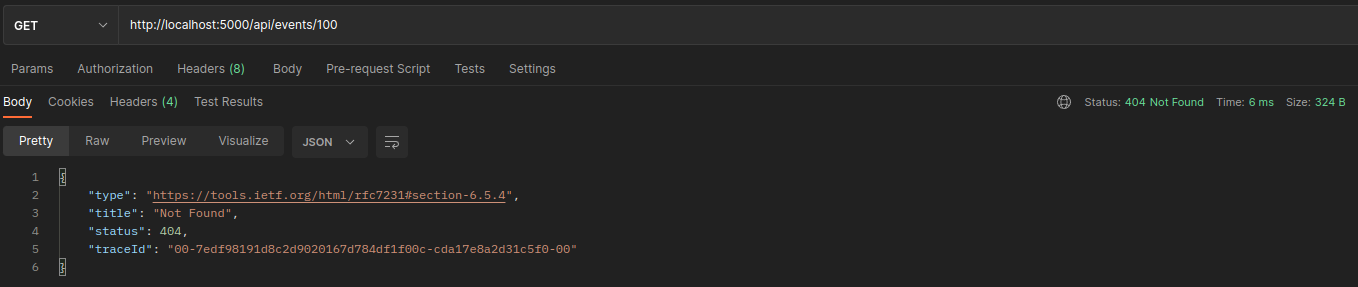 GET http://localhost:5000/api/events/100
Params Authorization Headers (8) Body Pre-request Script Tests Settings
Body Cookies Headers (4) Test Results Status: 404 Not Found Time: 6 ms Size: 324 B
Pretty Raw Preview Visualize JSON
1 {
2 "type": "https://tools.ietf.org/html/rfc7231#section-6.5.4",
3 "title": "Not Found",
4 "status": 404,
5 "traceId": "00-7edf98191d8c2d9020167d784df1f00c-cda17e8a2d31c5f0-00"
6 }